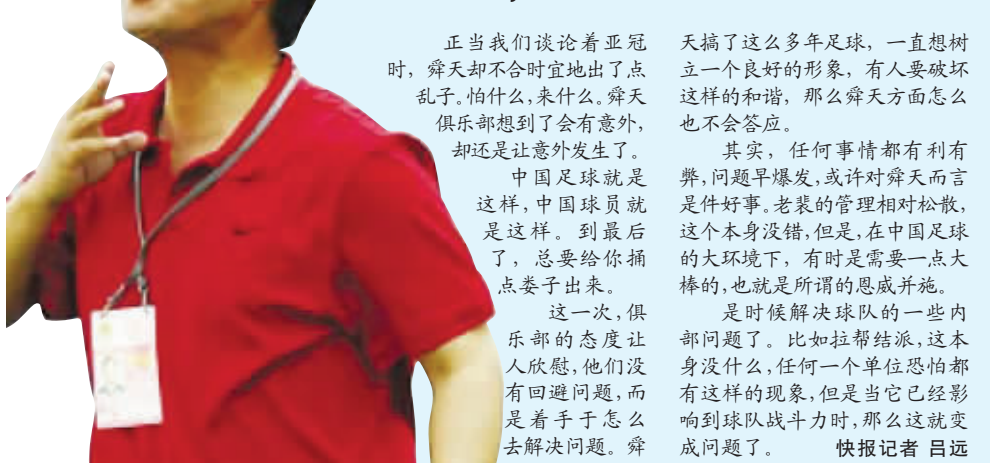 正当我们谈论着亚冠
时，舜天却不合时宜地出了点
乱子。怕什么，来什么。舜天
俱乐部想到了会有意外，
却还是让意外发生了。
中国足球就是
这样，中国球员就
是这样。到最后
了，总要给你捅
点娄子出来。
这一次，俱
乐部的态度让
人欣慰，他们没
有回避问题，而
是着手于怎么
去解决问题。舜
天搞了这么多年足球，一直想树
立一个良好的形象，有人要破坏
这样的和谐，那么舜天方面怎么
也不会答应。
其实，任何事情都有利有
弊，问题早爆发，或许对舜天而言
是件好事。老裴的管理相对松散，
这个本身没错，但是，在中国足球
的大环境下，有时是需要一点大
棒的，也就是所谓的恩威并施。
是时候解决球队的一些内
部问题了。比如拉帮结派，这本
身没什么，任何一个单位恐怕都
有这样的现象，但是当它已经影
响到球队战斗力时，那么这就变
成问题了。 快报记者 吕远